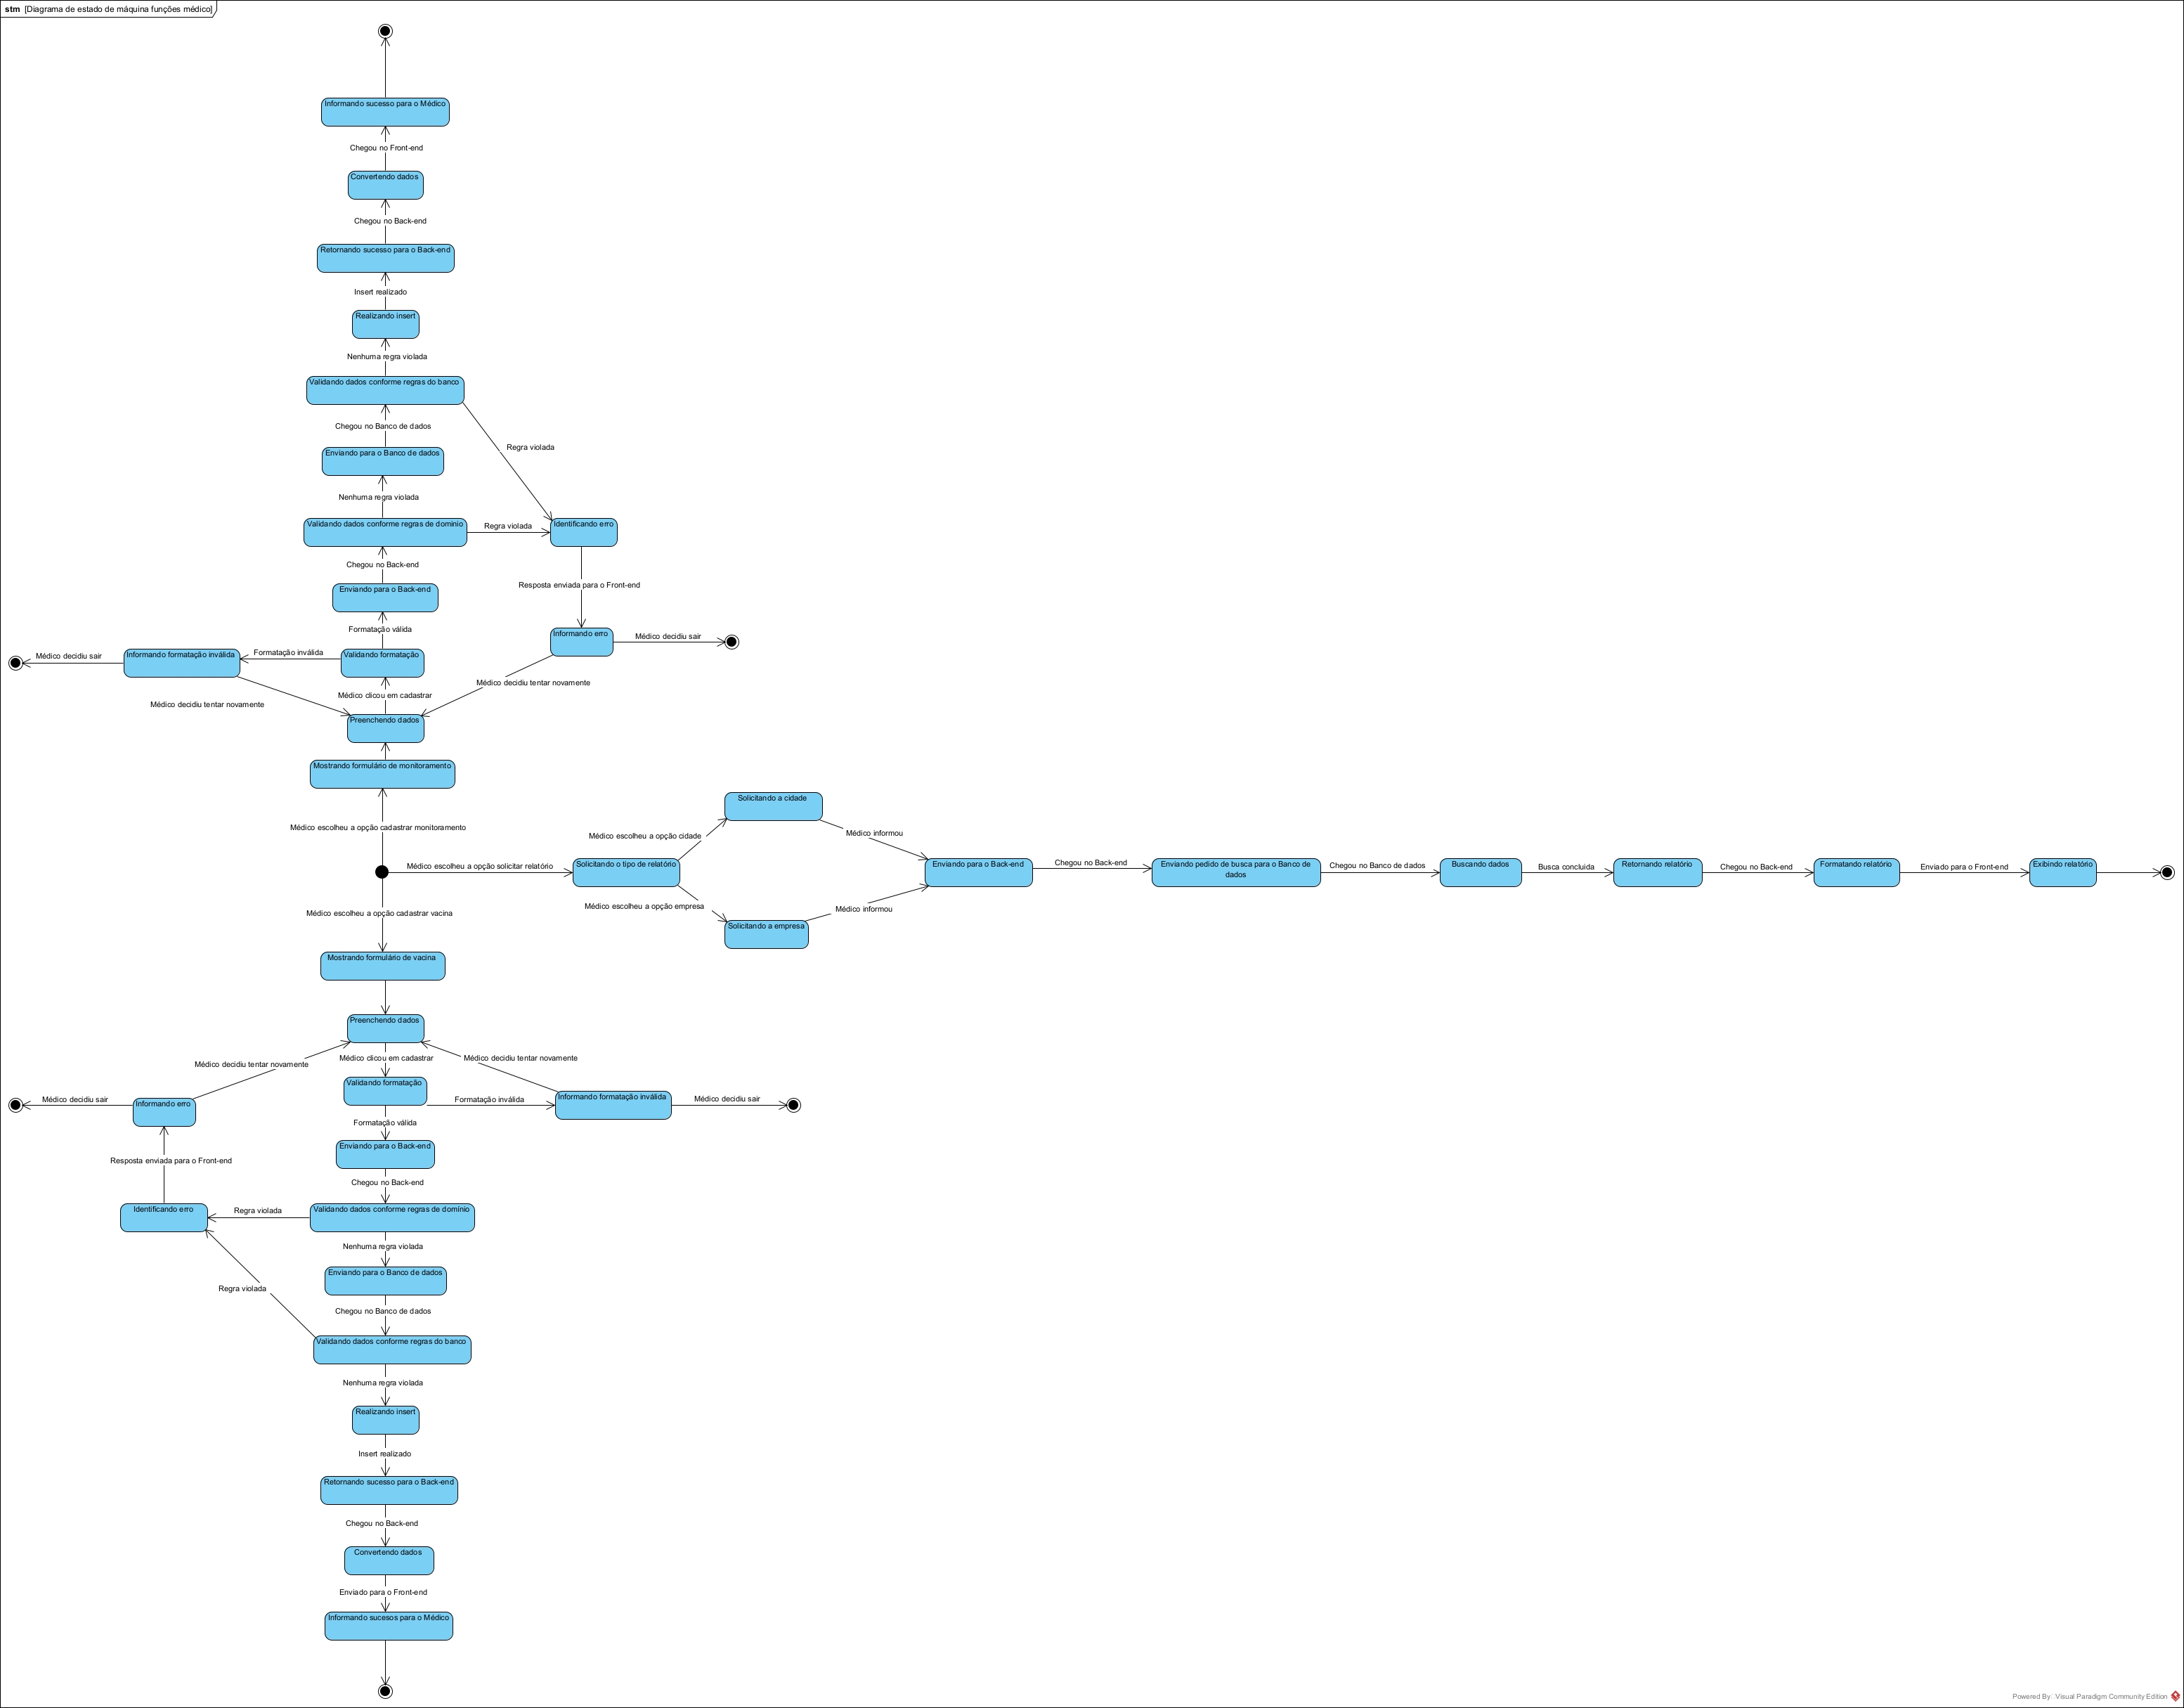 stm [Diagrama de estado de máquina funções médico]
Informando sucesso para o Médico
Chegou no Front-end
Convertendo dados
Chegou no Back-end
Retornando sucesso para o Back-end
Insert realizado
Realizando insert
Nenhuma regra violada
Validando dados conforme regras do banco
Chegou no Banco de dados
Regra violada
Enviando para o Banco de dados
Nenhuma regra violada
Validando dados conforme regras de domínio
Regra violada
Identificando erro
Chegou no Back-end
Resposta enviada para o Front-end
Enviando para o Back-end
Formatação válida
Informando erro
Médico decidiu sair
Médico decidiu sair
Informando formatação inválida
Formatação inválida
Validando formatação
Médico decidiu tentar novamente
Médico clicou em cadastrar
Médico decidiu tentar novamente
Preenchendo dados
Mostrando formulário de monitoramento
Médico escolheu a opção cadastrar monitoramento
Solicitando a cidade
Médico escolheu a opção cidade
Médico informou
Médico escolheu a opção solicitar relatório
Solicitando o tipo de relatório
Enviando para o Back-end
Chegou no Back-end
Enviando pedido de busca para o Banco de
dados
Chegou no Banco de dados
Buscando dados
Busca concluída
Retornando relatório
Chegou no Back-end
Formatando relatório
Enviado para o Front-end
Exibindo relatório
Médico escolheu a opção empresa
Médico informou
Solicitando a empresa
Médico escolheu a opção cadastrar vacina
Mostrando formulário de vacina
Preenchendo dados
Médico decidiu tentar novamente
Médico clicou em cadastrar
Médico decidiu tentar novamente
Validando formatação
Médico decidiu sair
Informando erro
Formatação inválida
Informando formatação inválida
Médico decidiu sair
Formatação válida
Enviando para o Back-end
Resposta enviada para o Front-end
Chegou no Back-end
Identificando erro
Regra violada
Validando dados conforme regras de domínio
Nenhuma regra violada
Enviando para o Banco de dados
Regra violada
Chegou no Banco de dados
Validando dados conforme regras do banco
Nenhuma regra violada
Realizando insert
Insert realizado
Retornando sucesso para o Back-end
Chegou no Back-end
Convertendo dados
Enviado para o Front-end
Informando sucesos para o Médico
Powered By Visual Paradigm Community Edition